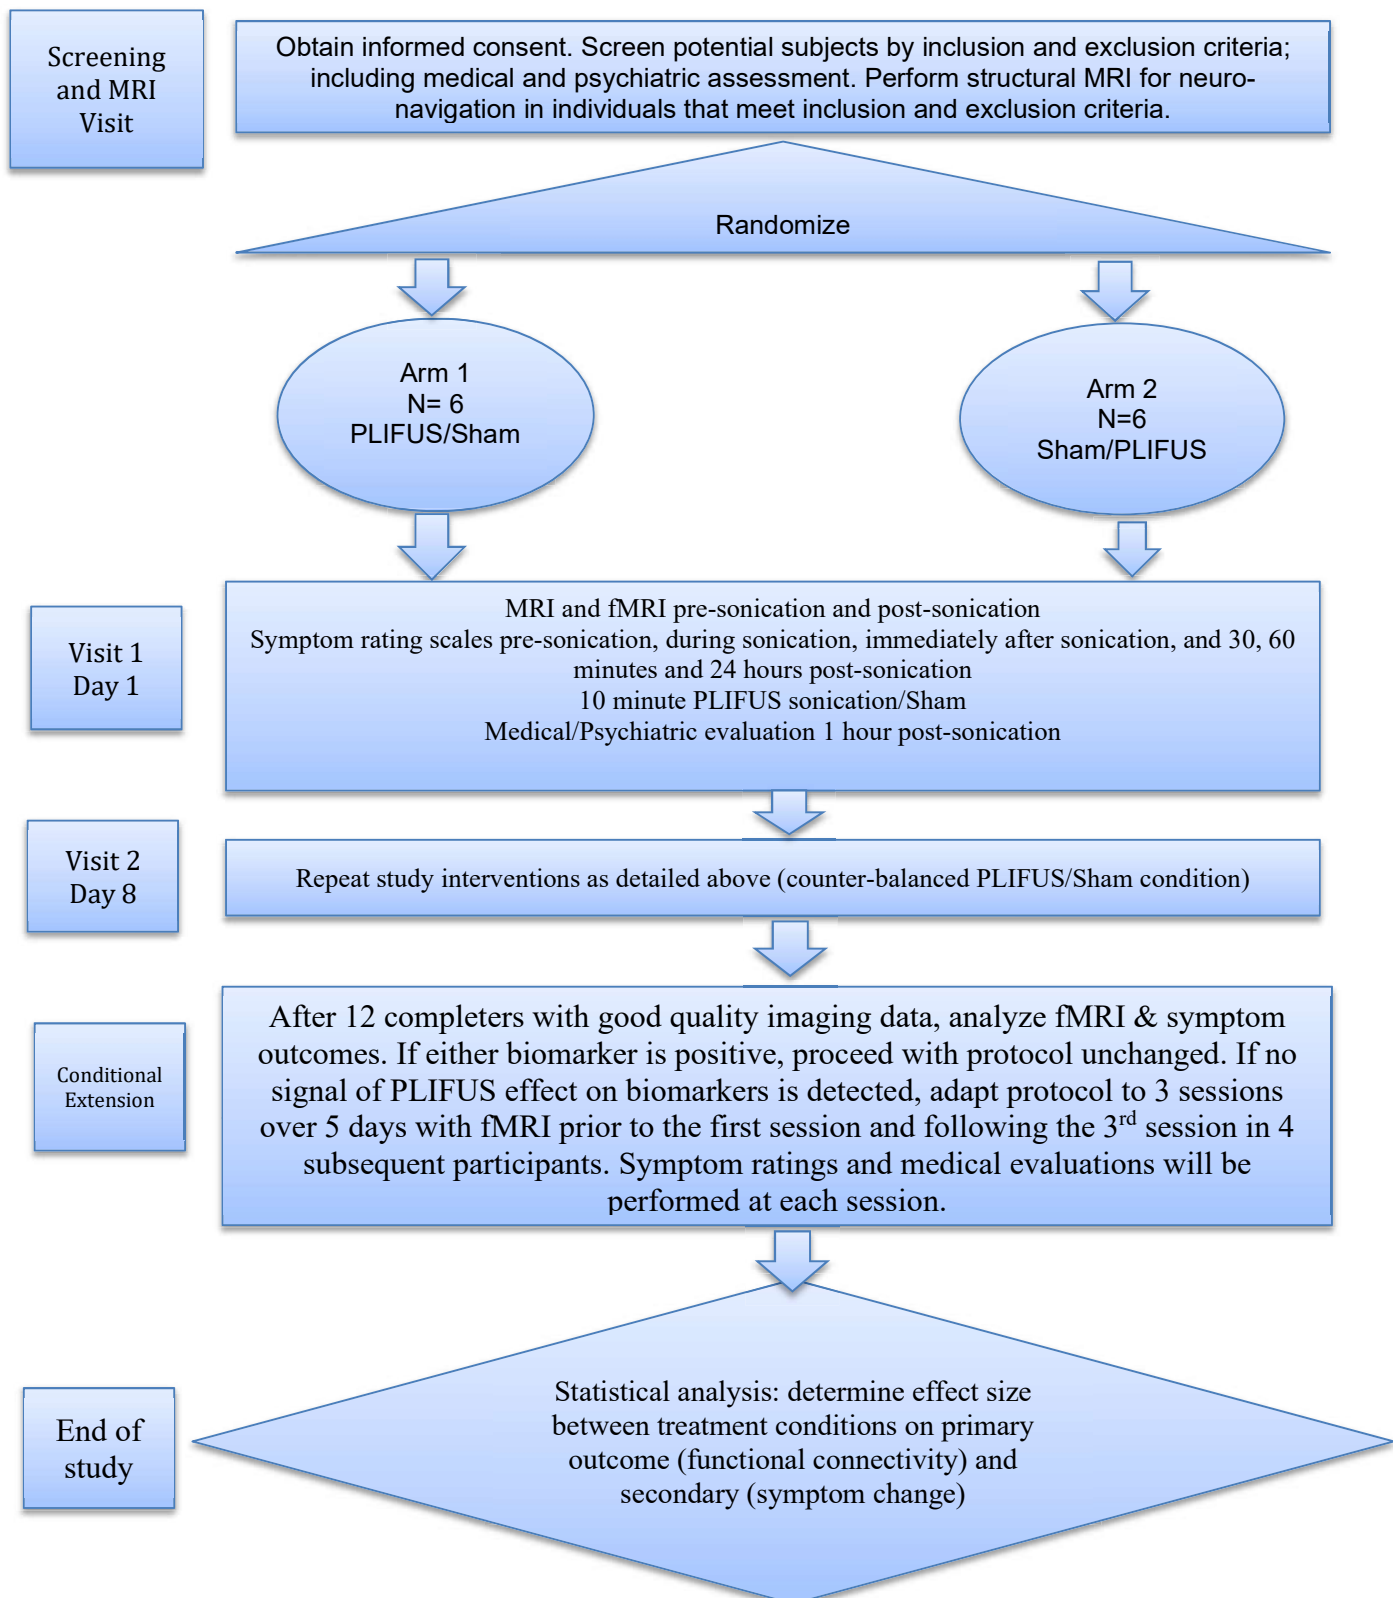 Screening
and MRI
Visit
Obtain informed consent. Screen potential subjects by inclusion and exclusion criteria;
including medical and psychiatric assessment. Perform structural MRI for neuro-
navigation in individuals that meet inclusion and exclusion criteria.
Randomize
Arm 1
N= 6
PLIFUS/Sham
Arm 2
N=6
Sham/PLIFUS
Visit 1
Day 1
MRI and fMRI pre-sonication and post-sonication
Symptom rating scales pre-sonication, during sonication, immediately after sonication, and 30, 60
minutes and 24 hours post-sonication
10 minute PLIFUS sonication/Sham
Medical/Psychiatric evaluation 1 hour post-sonication
Visit 2
Day 8
Repeat study interventions as detailed above (counter-balanced PLIFUS/Sham condition)
Conditional
Extension
After 12 completers with good quality imaging data, analyze fMRI & symptom
outcomes. If either biomarker is positive, proceed with protocol unchanged. If no
signal of PLIFUS effect on biomarkers is detected, adapt protocol to 3 sessions
over 5 days with fMRI prior to the first session and following the 3rd session in 4
subsequent participants. Symptom ratings and medical evaluations will be
performed at each session.
End of
study
Statistical analysis: determine effect size
between treatment conditions on primary
outcome (functional connectivity) and
secondary (symptom change)